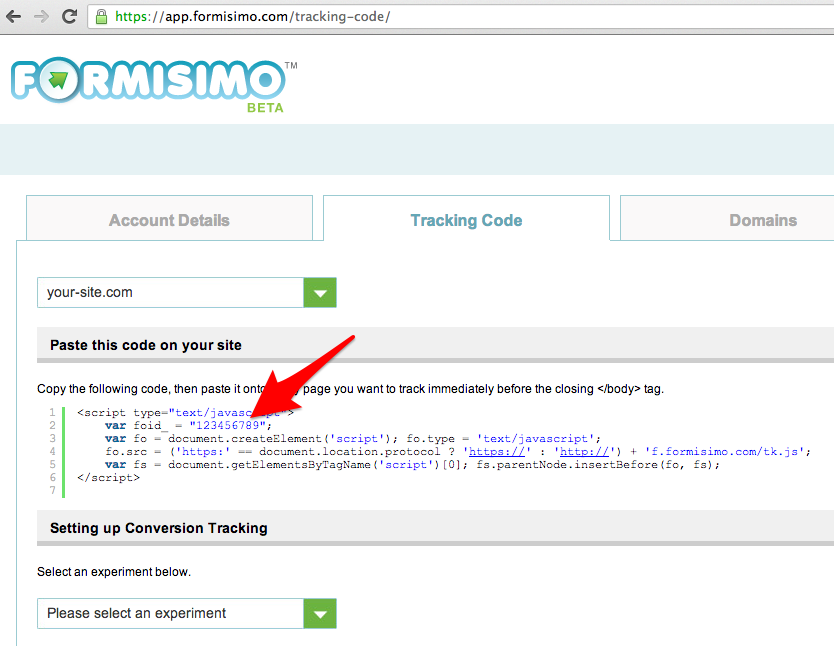 https://app.formisimo.com/tracking-code/
FORMISIMO™
BETA
Account Details
Tracking Code
Domains
your-site.com
Paste this code on your site
Copy the following code, then paste it onto page you want to track immediately before the closing </body> tag.
1 <script type="text/javascript">
2 var foid_ = "123456789";
3 var fo = document.createElement('script'); fo.type = 'text/javascript';
4 fo.src = ('https:' == document.location.protocol ? 'https://' : 'http://') + 'f.formisimo.com/tk.js';
5 var fs = document.getElementsByTagName('script')[0]; fs.parentNode.insertBefore(fo, fs);
6 </script>
7
Setting up Conversion Tracking
Select an experiment below.
Please select an experiment